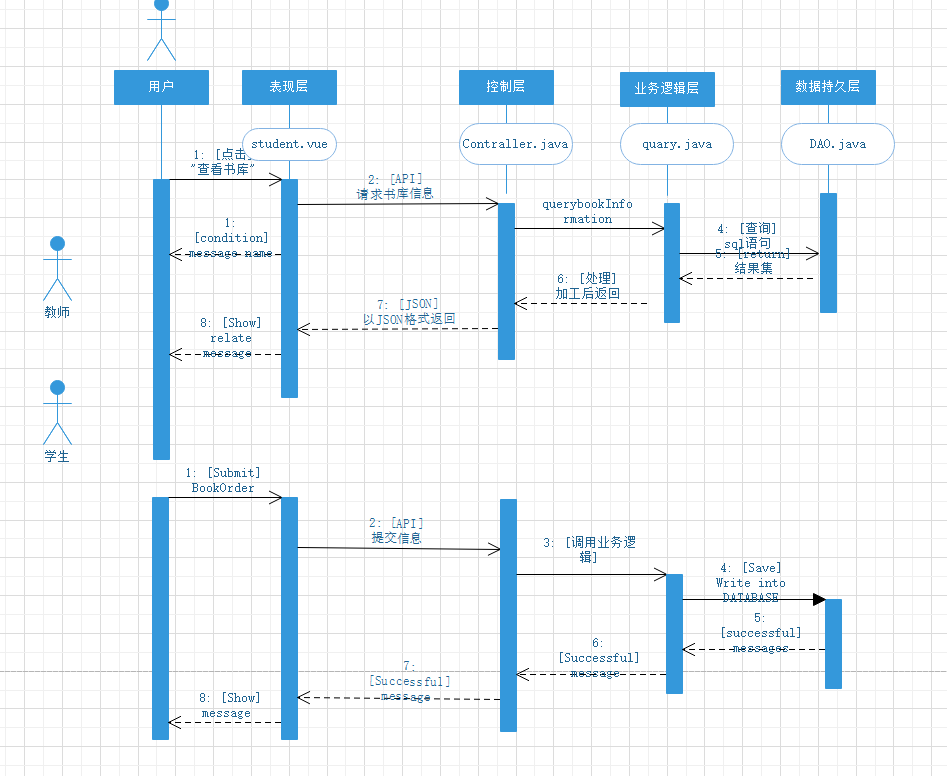 用户
表现层
控制层
业务逻辑层
数据持久层
student.vue
Contraller.java
quary.java
DAO.java
1: [点击]
"查看书库"
2: [API]
请求书库信息
querybookInfo
rmation
4: [查询]
sql语句
5: [return]
结果集
1:
[condition]
message name
6: [处理]
加工后返回
7: [JSON]
以JSON格式返回
8: [Show]
relate
message
教师
学生
1: [Submit]
BookOrder
2: [API]
提交信息
3: [调用业务逻
辑]
4: [Save]
Write into
DATABASE
5:
[successful]
messages
6:
[Successful]
message
7:
[Successful]
message
8: [Show]
message